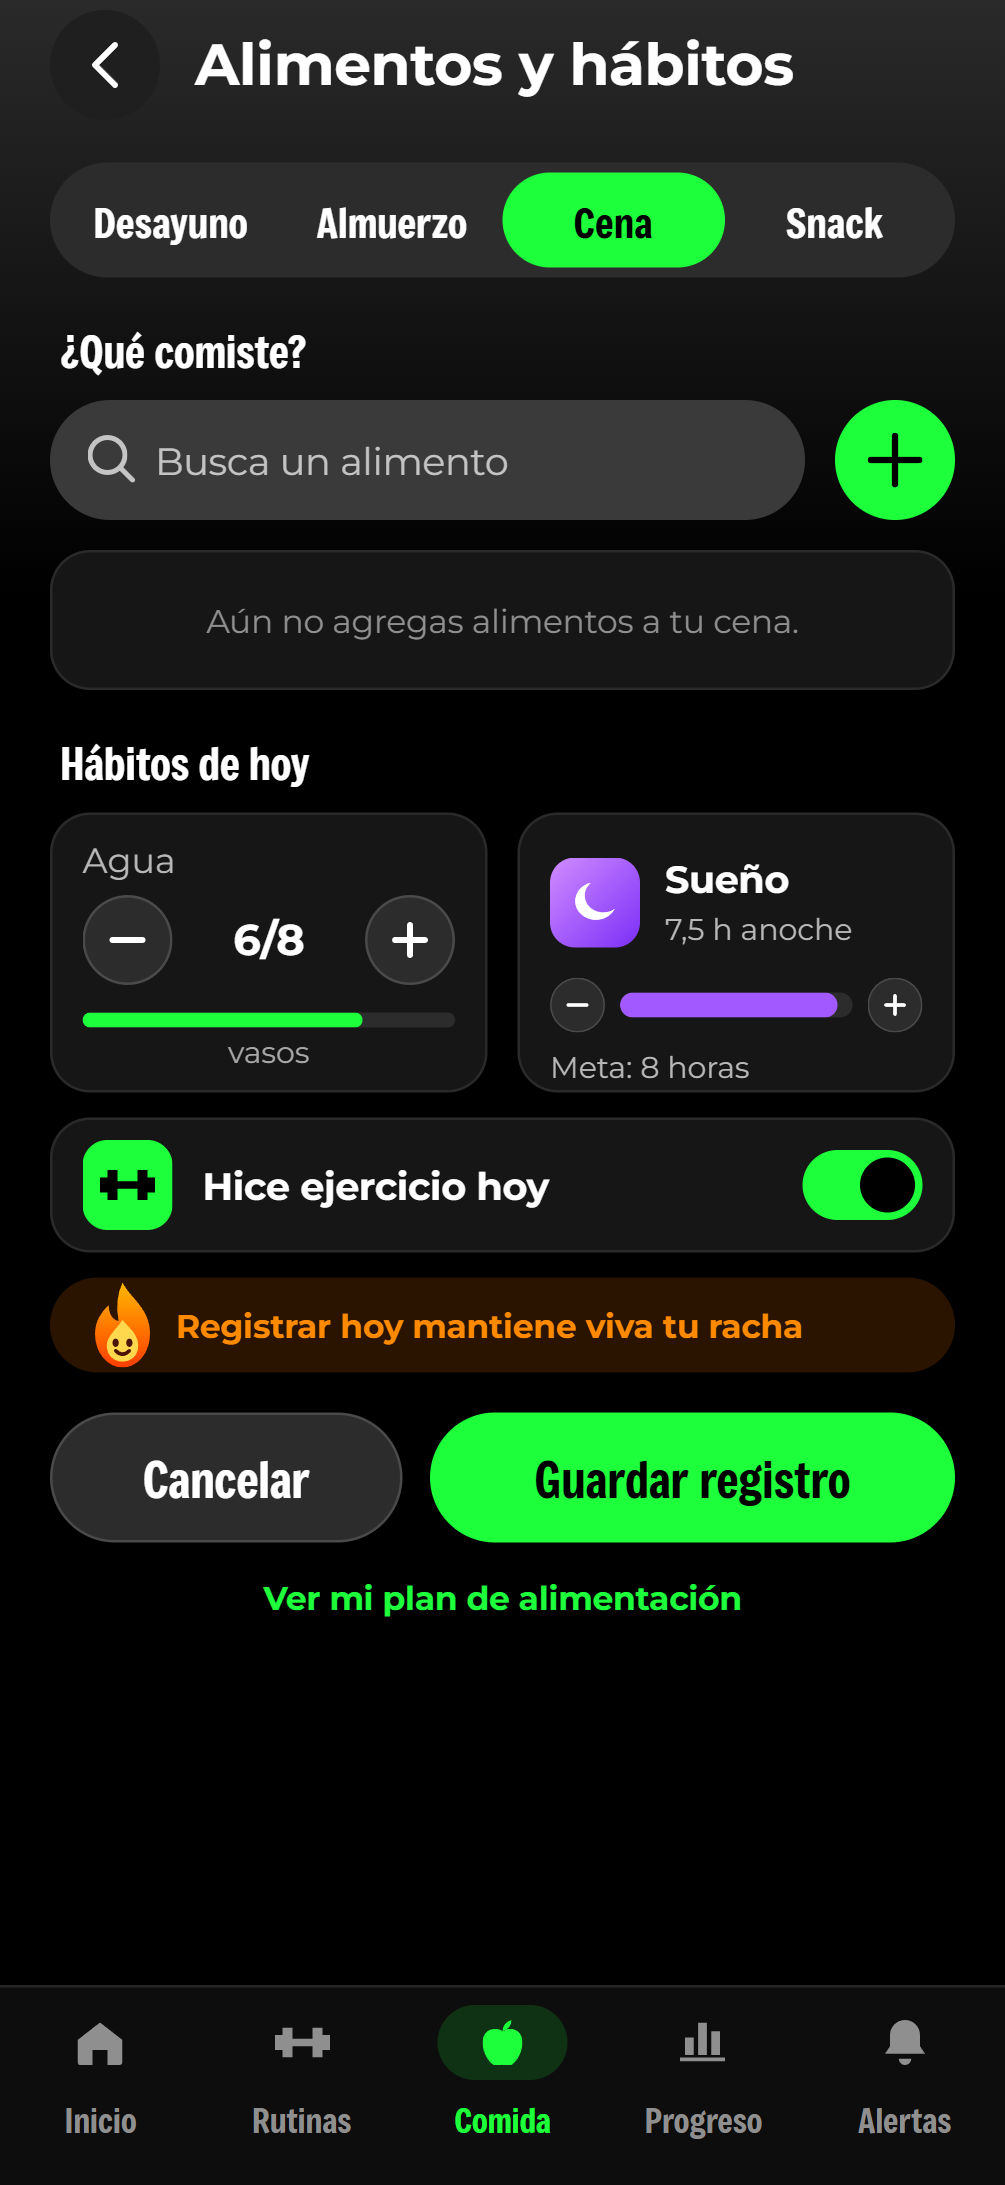 Alimentos y hábitos
Desayuno Almuerzo Cena Snack
¿Qué comiste?
Busca un alimento
Aún no agregas alimentos a tu cena.
Hábitos de hoy
Agua
6/8
vasos
Sueño
7,5 h anoche
Meta: 8 horas
Hice ejercicio hoy
Registrar hoy mantiene viva tu racha
Cancelar Guardar registro
Ver mi plan de alimentación
Inicio Rutinas Comida Progreso Alertas